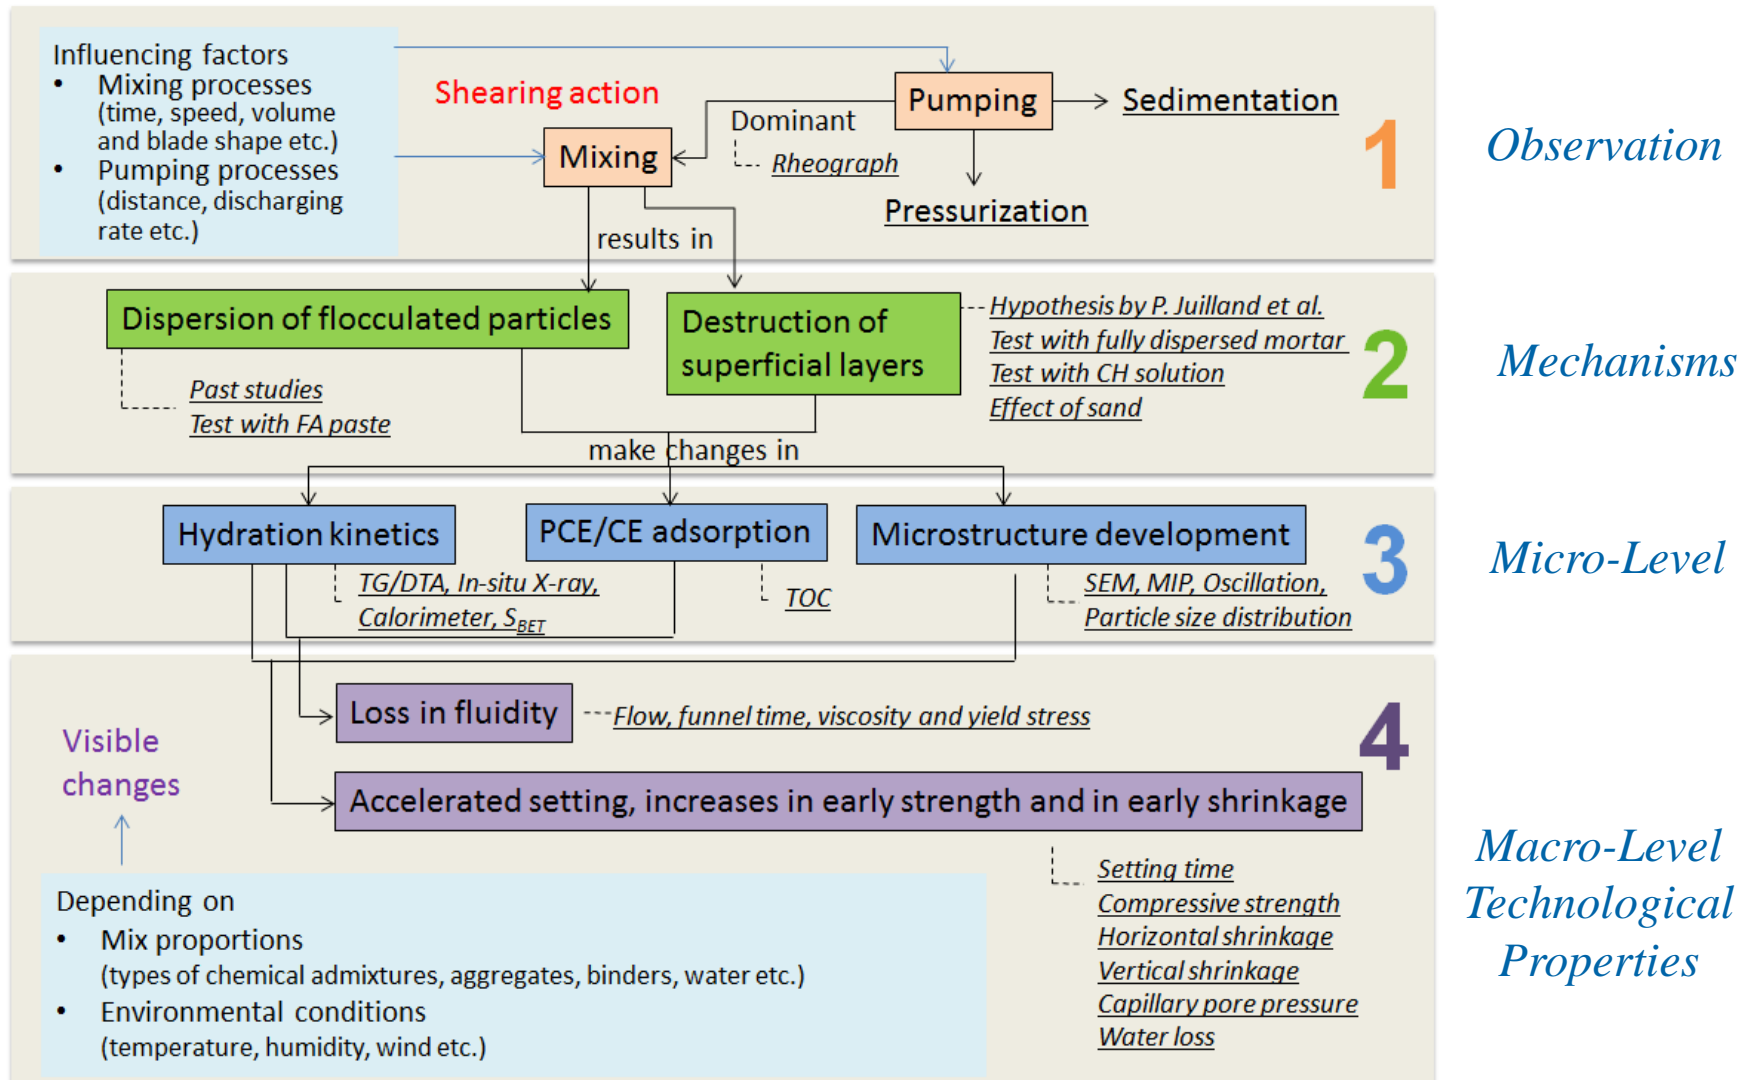 Influencing factors
• Mixing processes
(time, speed, volume
and blade shape etc.)
• Pumping processes
(distance, discharging
rate etc.)
Shearing action
Mixing
Dominant
Rheograph
Pumping
Sedimentation
Pressurization
results in
1
Observation
Dispersion of flocculated particles
Past studies
Test with FA paste
Destruction of
superficial layers
Hypothesis by P. Juilland et al.
Test with fully dispersed mortar
Test with CH solution
Effect of sand
make changes in
2
Mechanisms
Hydration kinetics
TG/DTA, In-situ X-ray,
Calorimeter, SBET
PCE/CE adsorption
TOC
Microstructure development
SEM, MIP, Oscillation,
Particle size distribution
3
Micro-Level
Loss in fluidity
Flow, funnel time, viscosity and yield stress
4
Visible
changes
Accelerated setting, increases in early strength and in early shrinkage
Setting time
Compressive strength
Horizontal shrinkage
Vertical shrinkage
Capillary pore pressure
Water loss
Depending on
• Mix proportions
(types of chemical admixtures, aggregates, binders, water etc.)
• Environmental conditions
(temperature, humidity, wind etc.)
Macro-Level
Technological
Properties